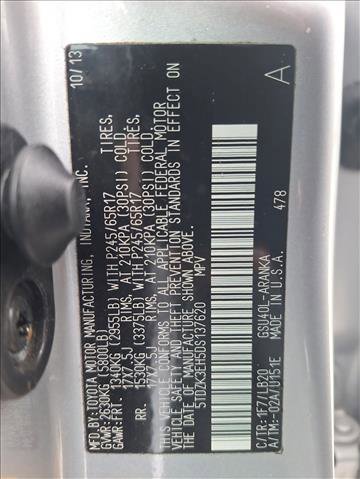 MFD. BY:TOYOTA MOTOR MANUFACTURING, INDIANA, INC. 10/13
GVWR:2630KG (5800LB)
GAWR:FRT. 1340KG (2955LB) WITH P245/65R17 TIRES,
17X7.5J RIMS, AT 210KPA (30PSI) COLD.
RR. 1530KG (3375LB) WITH P245/65R17 TIRES,
17X7.5J RIMS, AT 210KPA (30PSI) COLD.
THIS VEHICLE CONFORMS TO ALL APPLICABLE FEDERAL MOTOR
VEHICLE SAFETY STANDARDS IN EFFECT ON
THE DATE OF MANUFACTURE SHOWN ABOVE.
5TDZK3EH5DS137620 MPV
C/TR:1F7/LB20 GSU40L-ARANKA
A/TM:-02A/U151E MADE IN U.S.A.
478
A